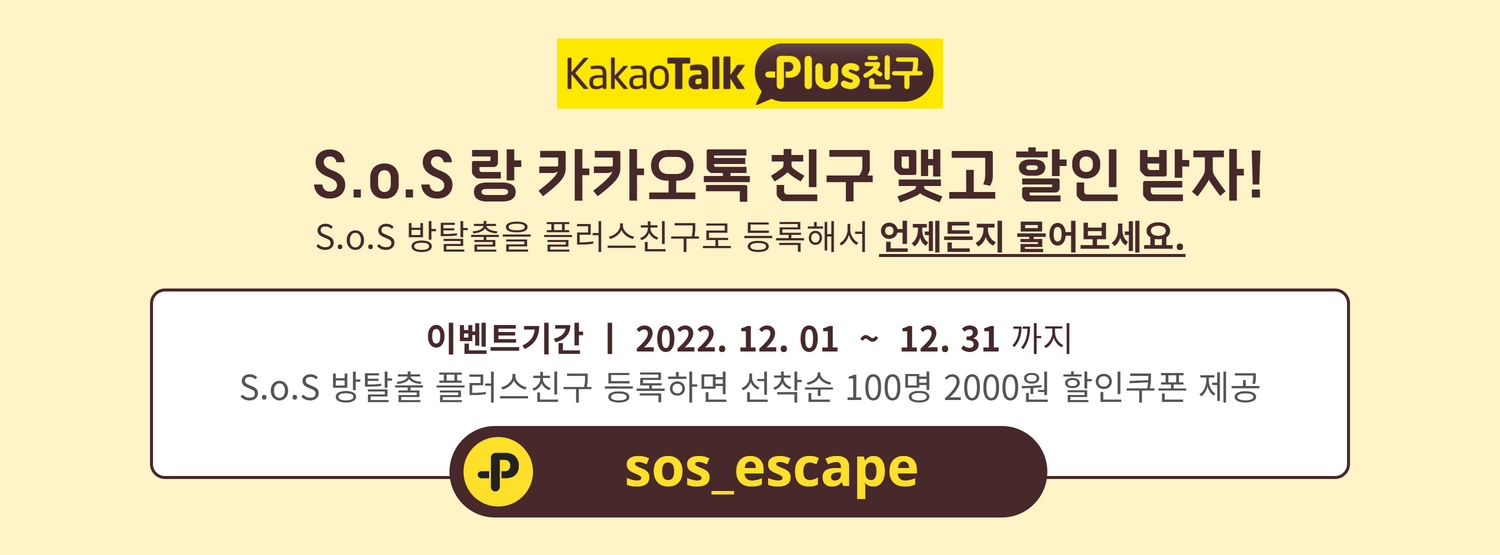 KakaoTalk Plus친구
S.o.S 랑 카카오톡 친구 맺고 할인 받자!
S.o.S 방탈출을 플러스친구로 등록해서 언제든지 물어보세요.
이벤트기간 ㅣ 2022. 12. 01 ~ 12. 31 까지
S.o.S 방탈출 플러스친구 등록하면 선착순 100명 2000원 할인쿠폰 제공
P sos_escape